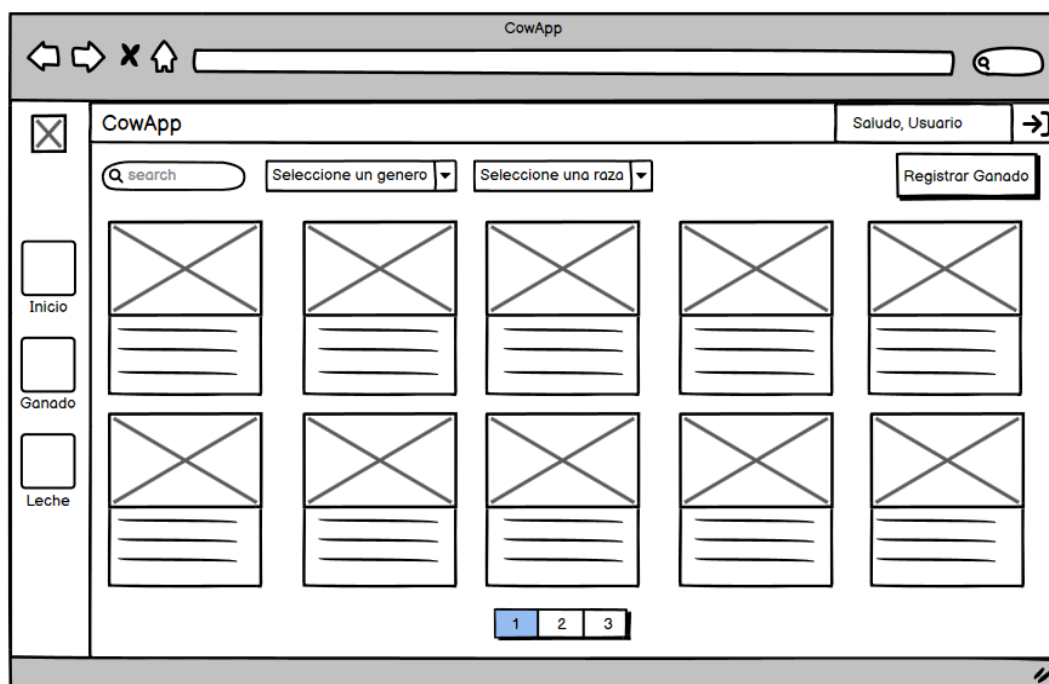 CowApp
CowApp
Saludo, Usuario
search
Seleccione un genero
Seleccione una raza
Registrar Ganado
Inicio
Ganado
Leche
1 2 3